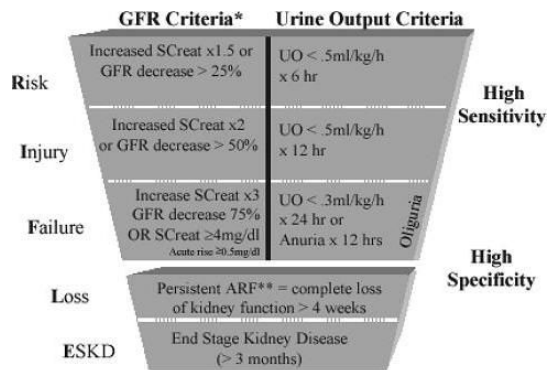 GFR Criteria* Urine Output Criteria
Risk
Increased SCreat x1.5 or
GFR decrease > 25%
UO < .5ml/kg/h
x 6 hr
High
Sensitivity
Injury
Increased SCreat x2
or GFR decrease > 50%
UO < .5ml/kg/h
x 12 hr
Failure
Increase SCreat x3
GFR decrease 75%
OR SCreat ≥4mg/dl
Acute rise ≥0.5mg/dl
UO < .3ml/kg/h
x 24 hr or
Anuria x 12 hrs
Oliguria
High
Specificity
Loss
Persistent ARF** = complete loss
of kidney function > 4 weeks
ESKD
End Stage Kidney Disease
(> 3 months)